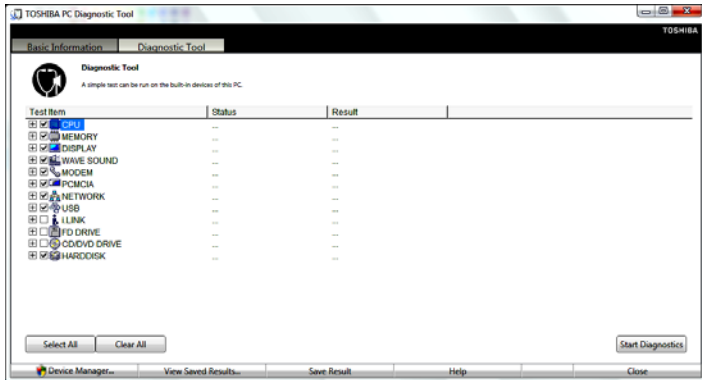 TOSHIBA PC Diagnostic Tool
TOSHIBA
Basic Information Diagnostic Tool
Diagnostic Tool
A simple test can be run on the built-in devices of this PC.
Test Item Status Result
CPU ... ...
MEMORY ... ...
DISPLAY ... ...
WAVE SOUND ... ...
MODEM ... ...
PCMCIA ... ...
NETWORK ... ...
USB ... ...
i.LINK ... ...
FD DRIVE ... ...
CD/DVD DRIVE ... ...
HARDDISK ... ...
Select All Clear All Start Diagnostics
Device Manager... View Saved Results... Save Result Help Close